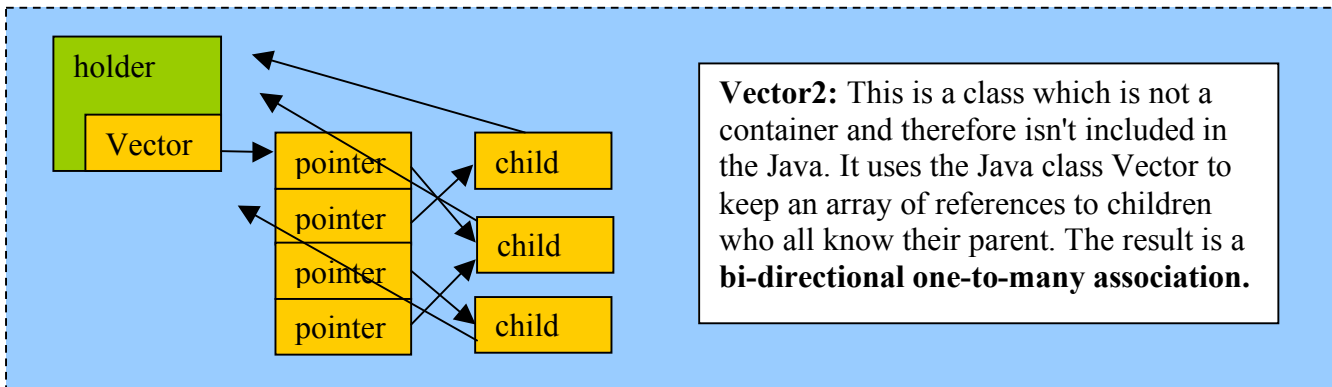 holder
Vector
pointer
pointer
pointer
pointer
child
child
child
Vector2: This is a class which is not a
container and therefore isn't included in
the Java. It uses the Java class Vector to
keep an array of references to children
who all know their parent. The result is a
bi-directional one-to-many association.